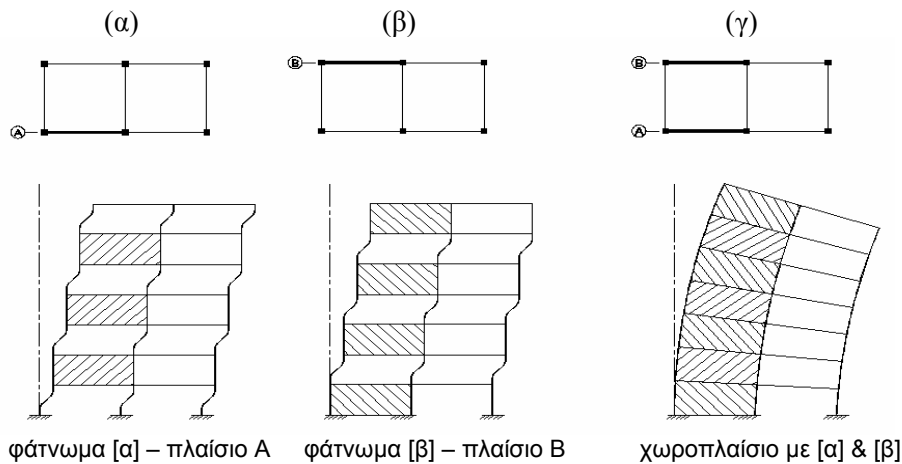 (α) (β) (γ)
B B
A A
φάτνωμα [α] – πλαίσιο Α φάτνωμα [β] – πλαίσιο Β χωροπλαίσιο με [α] & [β]